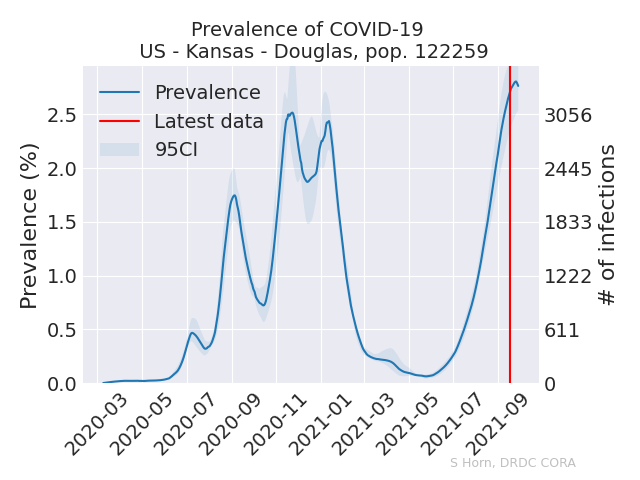 Prevalence of COVID-19
US - Kansas - Douglas, pop. 122259
Prevalence
Latest data
95CI
Prevalence (%)
2.5
2.0
1.5
1.0
0.5
0.0
3056
2445
1833
1222
611
0
# of infections
2020-03
2020-05
2020-07
2020-09
2020-11
2021-01
2021-03
2021-05
2021-07
2021-09
S Horn, DRDC CORA